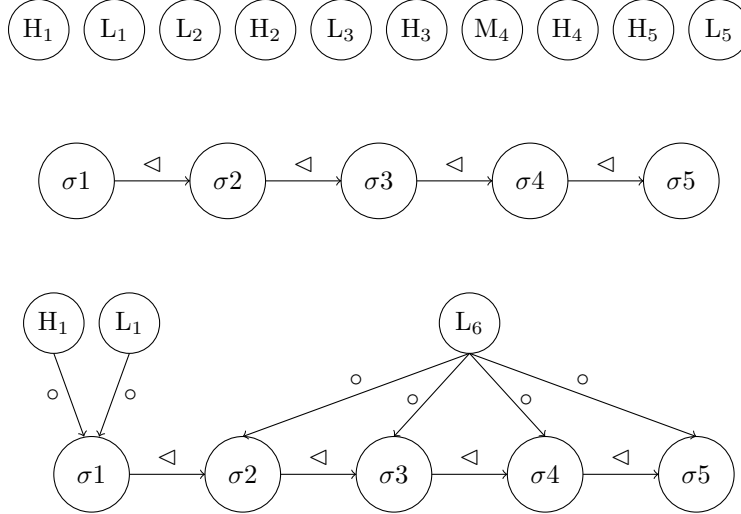 H₁ L₁ L₂ H₂ L₃ H₃ M₄ H₄ H₅ L₅
◁ ◁ ◁ ◁
σ1 σ2 σ3 σ4 σ5
H₁ L₁ L₆
∘ ∘ ∘ ∘ ∘ ∘
◁ ◁ ◁ ◁
σ1 σ2 σ3 σ4 σ5